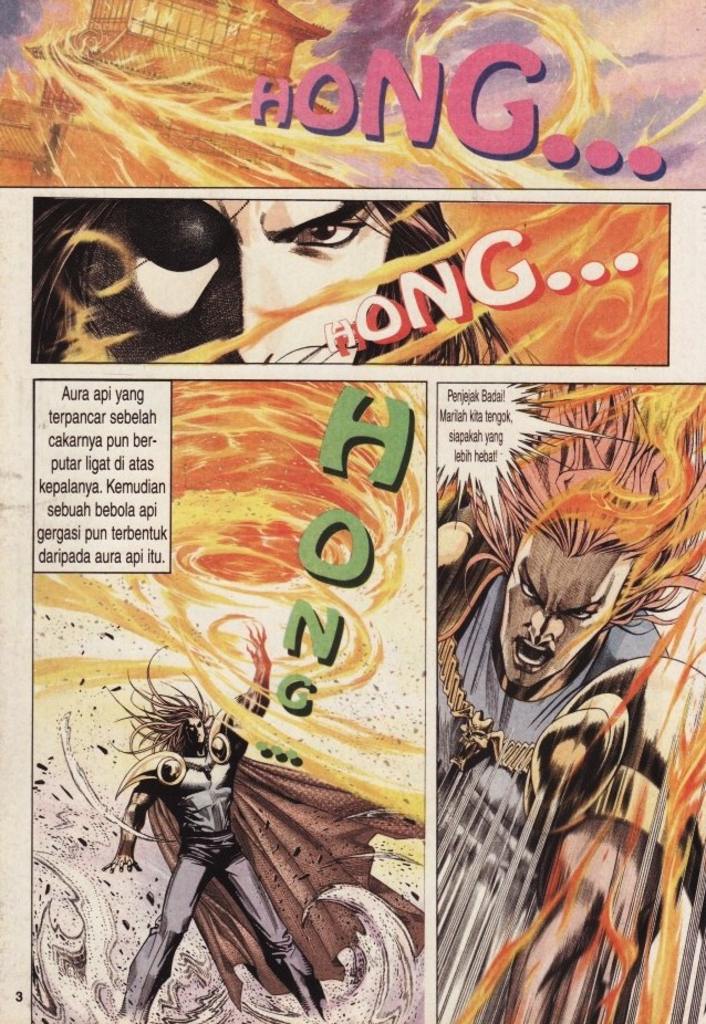 HONG...
HONG...
Aura api yang
terpancar sebelah
cakarnya pun ber-
putar ligat di atas
kepalanya. Kemudian
sebuah bebola api
gergasi pun terbentuk
daripada aura api itu.
HONG...
Penjejak Badai!
Marilah kita tengok,
siapakah yang
lebih hebat!
3